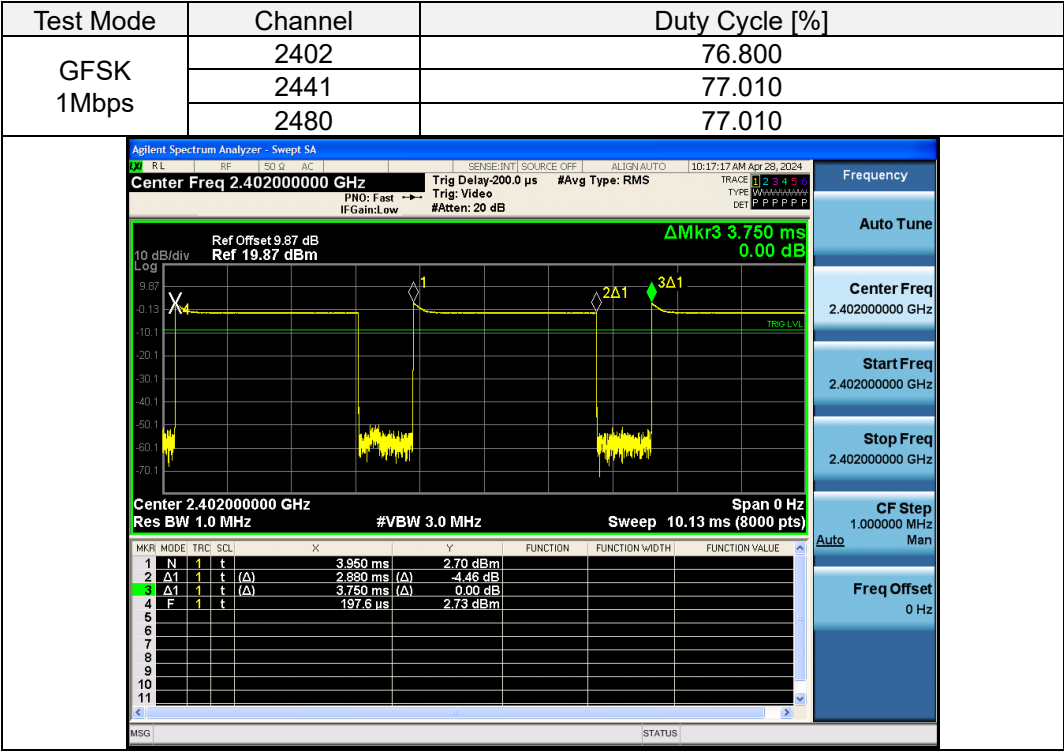 Test Mode Channel Duty Cycle [%]
GFSK 1Mbps
2402 76.800
2441 77.010
2480 77.010
Agilent Spectrum Analyzer - Swept SA
RL RF 50 Ω AC SENSE:INT SOURCE OFF ALIGN AUTO 10:17:17 AM Apr 28, 2024
Center Freq 2.402000000 GHz
PNO: Fast
IFGain:Low
Trig Delay-200.0 µs #Avg Type: RMS
Trig: Video
#Atten: 20 dB
TRACE 1 2 3 4 5 6
TYPE
DET P P P P P P
ΔMkr3 3.750 ms
0.00 dB
Ref Offset 9.87 dB
10 dB/div Ref 19.87 dBm
Log
9.87
-0.13
-10.1
-20.1
-30.1
-40.1
-50.1
-60.1
-70.1
4
1
2Δ1
3Δ1
TRIG LVL
Center 2.402000000 GHz Span 0 Hz
Res BW 1.0 MHz #VBW 3.0 MHz Sweep 10.13 ms (8000 pts)
MKR MODE TRC SCL X Y FUNCTION FUNCTION WIDTH FUNCTION VALUE
1 N 1 t 3.950 ms 2.70 dBm
2 Δ1 1 t (Δ) 2.880 ms (Δ) -4.46 dB
3 Δ1 1 t (Δ) 3.750 ms (Δ) 0.00 dB
4 F 1 t 197.6 µs 2.73 dBm
5
6
7
8
9
10
11
MSG STATUS
Frequency
Auto Tune
Center Freq
2.402000000 GHz
Start Freq
2.402000000 GHz
Stop Freq
2.402000000 GHz
CF Step
1.000000 MHz
Auto Man
Freq Offset
0 Hz